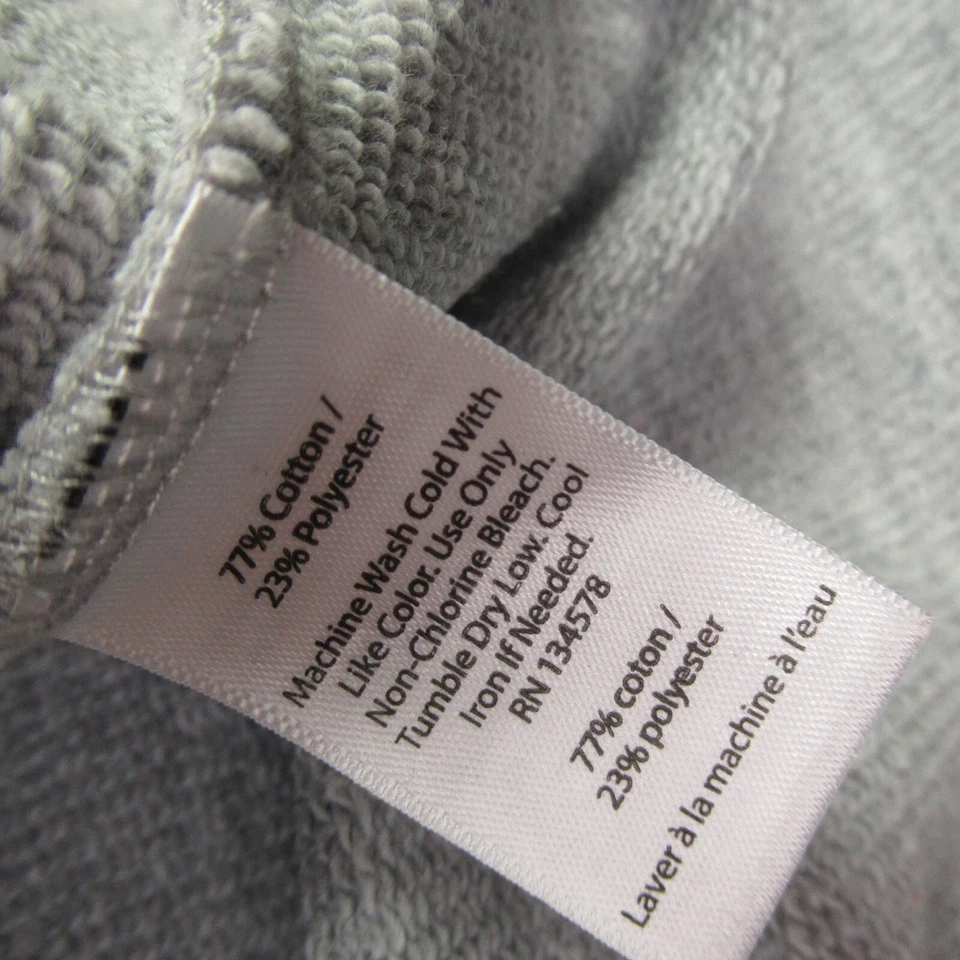 77% Cotton /
23% Polyester
Machine Wash Cold With
Like Color. Use Only
Non-Chlorine Bleach.
Tumble Dry Low. Cool
Iron If Needed.
RN 134578
77% coton /
23% polyester
Laver à la machine à l'eau